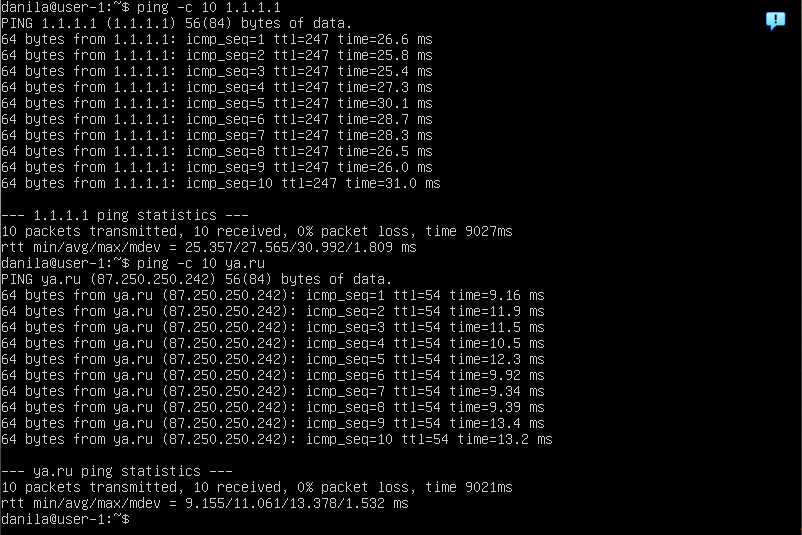 danila@user-1:~$ ping -c 10 1.1.1.1
PING 1.1.1.1 (1.1.1.1) 56(84) bytes of data.
64 bytes from 1.1.1.1: icmp_seq=1 ttl=247 time=26.6 ms
64 bytes from 1.1.1.1: icmp_seq=2 ttl=247 time=25.8 ms
64 bytes from 1.1.1.1: icmp_seq=3 ttl=247 time=25.4 ms
64 bytes from 1.1.1.1: icmp_seq=4 ttl=247 time=27.3 ms
64 bytes from 1.1.1.1: icmp_seq=5 ttl=247 time=30.1 ms
64 bytes from 1.1.1.1: icmp_seq=6 ttl=247 time=28.7 ms
64 bytes from 1.1.1.1: icmp_seq=7 ttl=247 time=28.3 ms
64 bytes from 1.1.1.1: icmp_seq=8 ttl=247 time=26.5 ms
64 bytes from 1.1.1.1: icmp_seq=9 ttl=247 time=26.0 ms
64 bytes from 1.1.1.1: icmp_seq=10 ttl=247 time=31.0 ms
--- 1.1.1.1 ping statistics ---
10 packets transmitted, 10 received, 0% packet loss, time 9027ms
rtt min/avg/max/mdev = 25.357/27.565/30.992/1.809 ms
danila@user-1:~$ ping -c 10 ya.ru
PING ya.ru (87.250.250.242) 56(84) bytes of data.
64 bytes from ya.ru (87.250.250.242): icmp_seq=1 ttl=54 time=9.16 ms
64 bytes from ya.ru (87.250.250.242): icmp_seq=2 ttl=54 time=11.9 ms
64 bytes from ya.ru (87.250.250.242): icmp_seq=3 ttl=54 time=11.5 ms
64 bytes from ya.ru (87.250.250.242): icmp_seq=4 ttl=54 time=10.5 ms
64 bytes from ya.ru (87.250.250.242): icmp_seq=5 ttl=54 time=12.3 ms
64 bytes from ya.ru (87.250.250.242): icmp_seq=6 ttl=54 time=9.92 ms
64 bytes from ya.ru (87.250.250.242): icmp_seq=7 ttl=54 time=9.34 ms
64 bytes from ya.ru (87.250.250.242): icmp_seq=8 ttl=54 time=9.39 ms
64 bytes from ya.ru (87.250.250.242): icmp_seq=9 ttl=54 time=13.4 ms
64 bytes from ya.ru (87.250.250.242): icmp_seq=10 ttl=54 time=13.2 ms
--- ya.ru ping statistics ---
10 packets transmitted, 10 received, 0% packet loss, time 9021ms
rtt min/avg/max/mdev = 9.155/11.061/13.378/1.532 ms
danila@user-1:~$